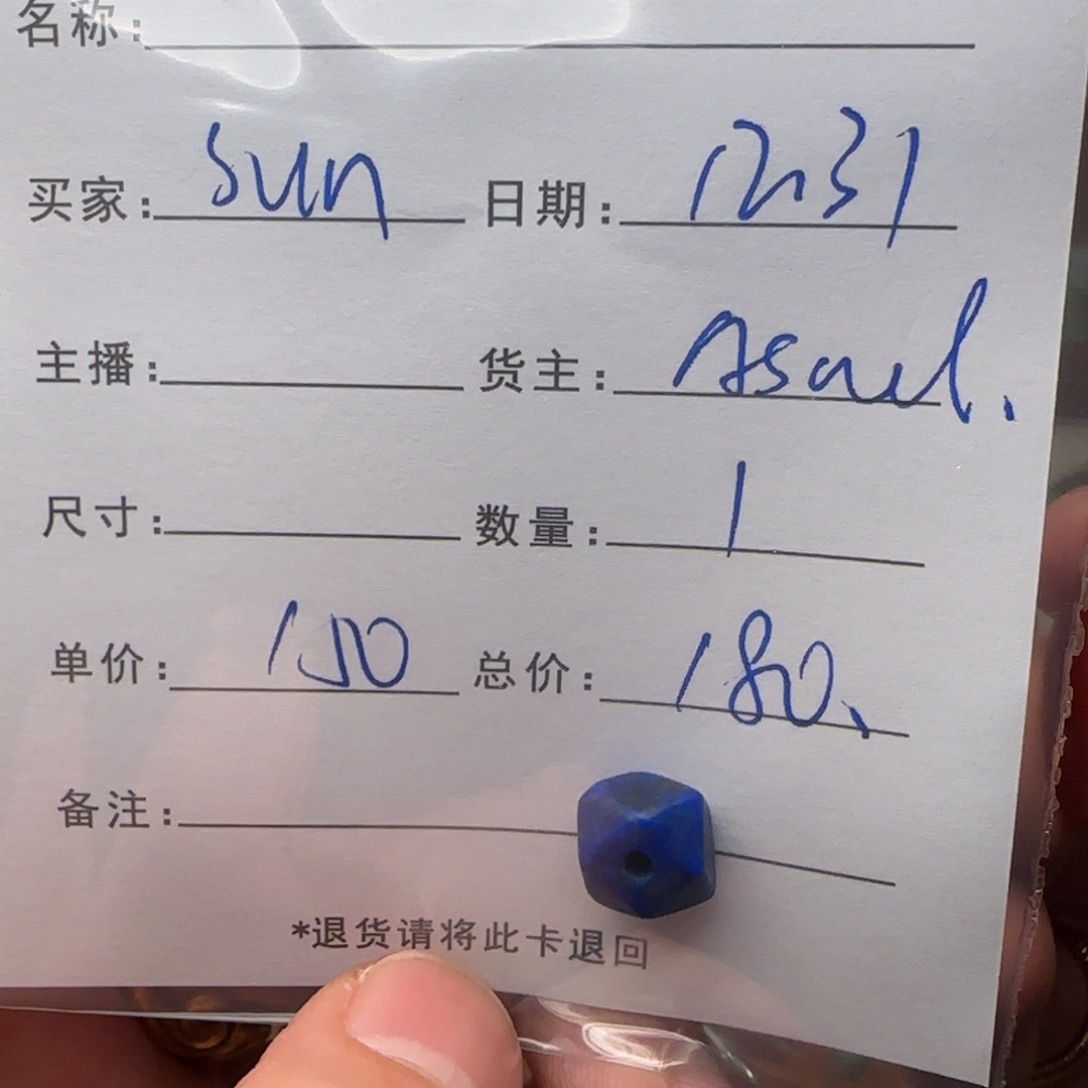 名称:
买家: sun 日期: 12.31
主播: 货主: Asael.
尺寸: 数量: 1
单价: 150 总价: 180、
备注:
*退货请将此卡退回